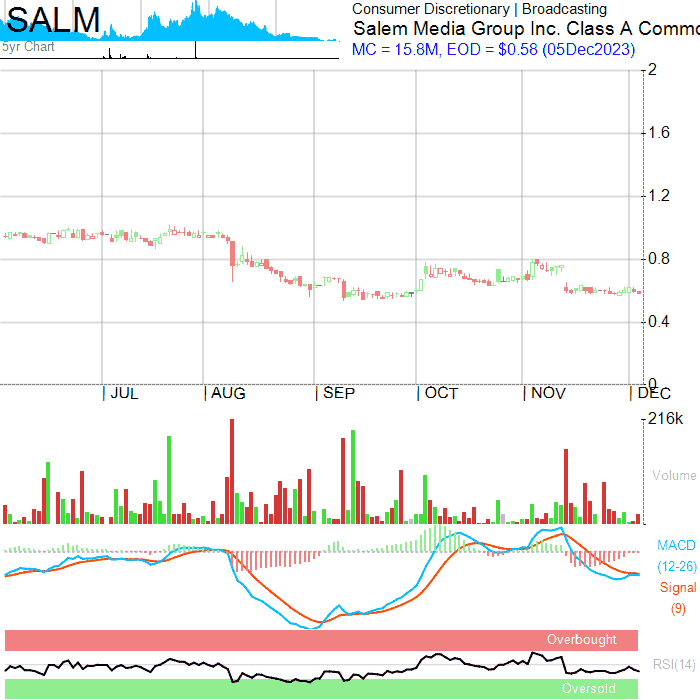 SALM
5yr Chart
Consumer Discretionary | Broadcasting
Salem Media Group Inc. Class A Commo
MC = 15.8M, EOD = $0.58 (05Dec2023)
2
1.6
1.2
0.8
0.4
0
| JUL | AUG | SEP | OCT | NOV | DEC
216k
Volume
MACD
(12-26)
Signal
(9)
Overbought
RSI(14)
Oversold